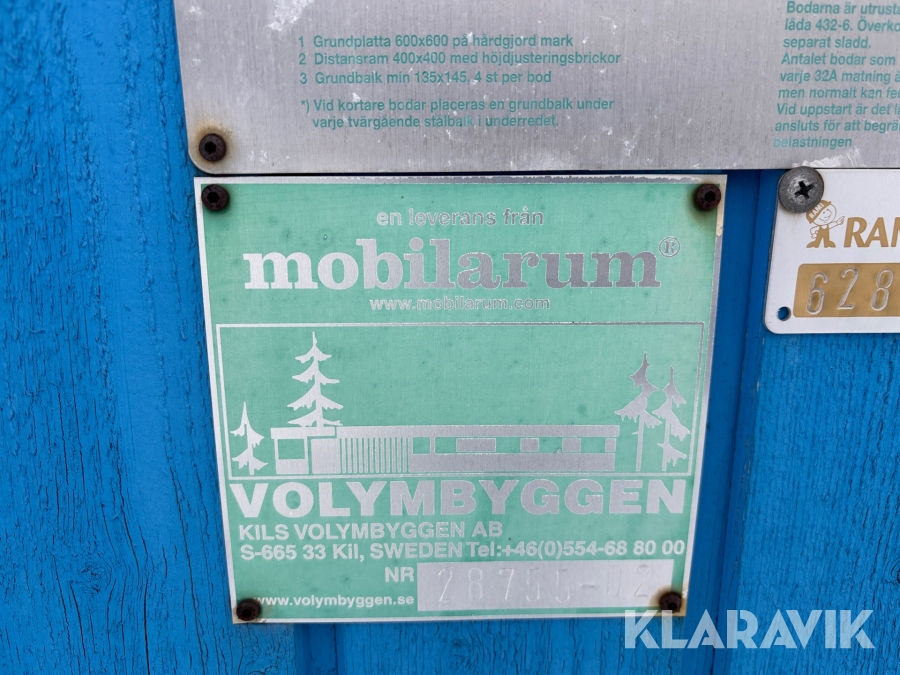 1 Grundplatta 600x600 på hårdgjord mark
2 Distansram 400x400 med höjdjusteringsbrickor
3 Grundbalk min 135x145, 4 st per bod
*) Vid kortare bodar placeras en grundbalk under
varje tvärgående stålbalk i underredet.
Bodarna är utrusta
låda 432-6. Överko
separat sladd.
Antalet bodar som
varje 32A matning ä
men normalt kan fe
Vid uppstart är det lä
ansluts för att begrä
belastningen
en leverans från
mobilarum®
www.mobilarum.com
VOLYMBYGGEN
KILS VOLYMBYGGEN AB
S-665 33 Kil, SWEDEN Tel:+46(0)554-68 80 00
NR 28755-02
www.volymbyggen.se
RAM
628
KLARAVIK